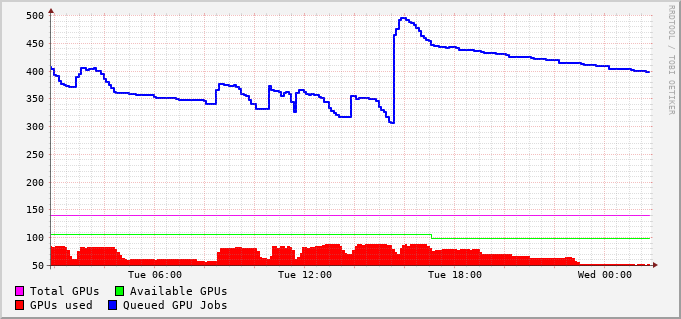 500
450
400
350
300
250
200
150
100
50
Tue 06:00 Tue 12:00 Tue 18:00 Wed 00:00
Total GPUs Available GPUs
GPUs used Queued GPU Jobs
RRDTOOL / TOBI OETIKER